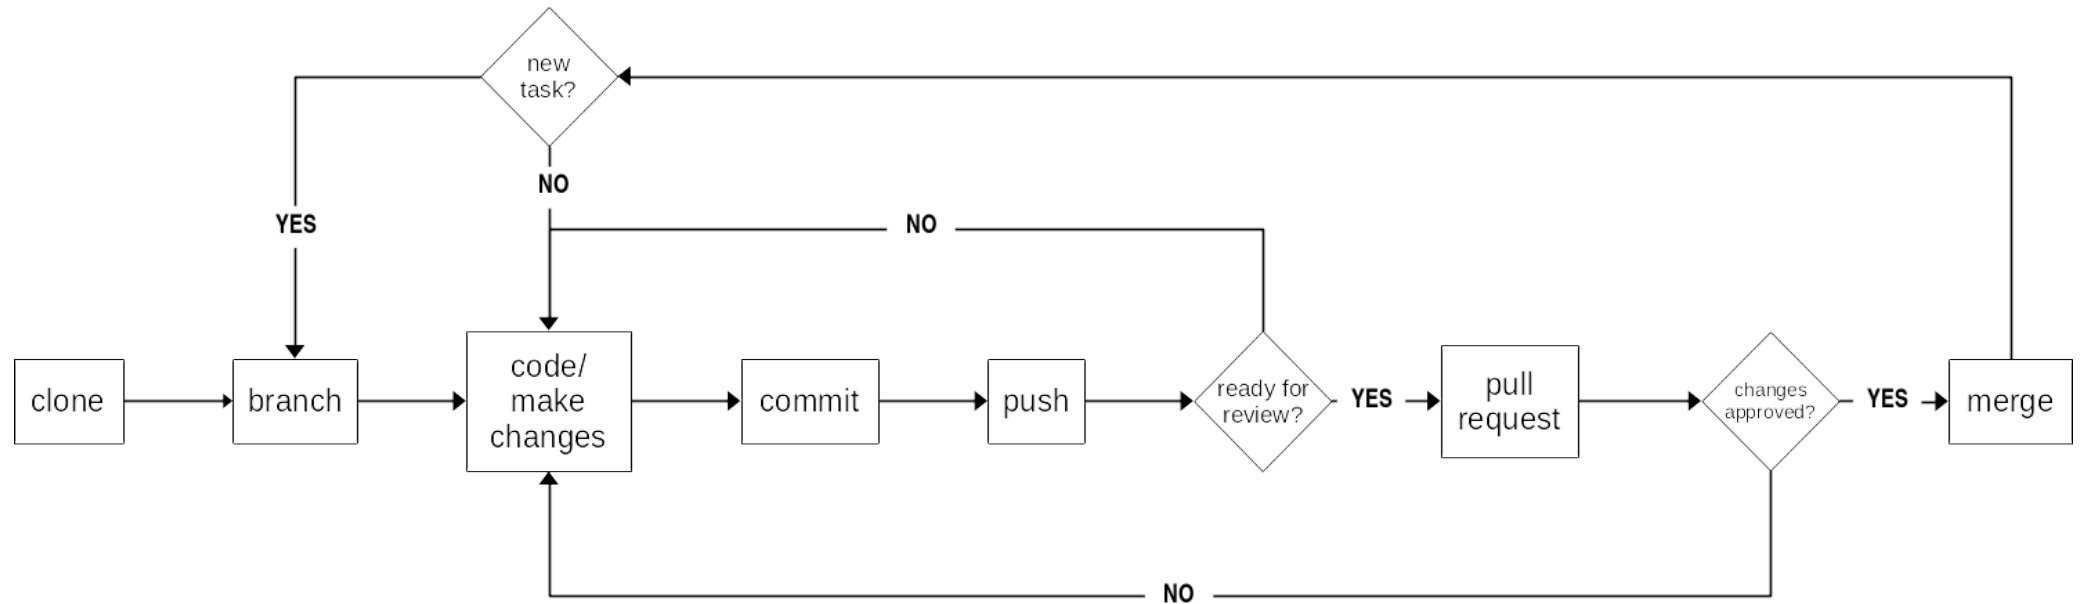 new
task?
NO
YES
NO
clone
branch
code/
make
changes
commit
push
ready for
review?
YES
pull
request
changes
approved?
YES
merge
NO